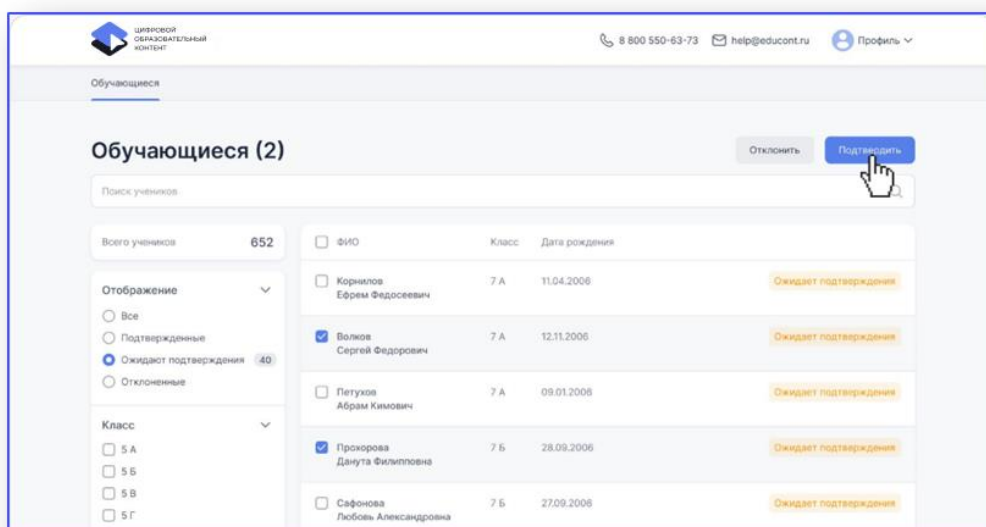 ЦИФРОВОЙ
ОБРАЗОВАТЕЛЬНЫЙ
КОНТЕНТ
8 800 550-63-73 help@educont.ru Профиль
Обучающиеся
Обучающиеся (2)
Отклонить Подтвердить
Поиск учеников
Всего учеников 652
ФИО Класс Дата рождения
Отображение
Все
Подтвержденные
Ожидают подтверждения 40
Отклоненные
Класс
5 А
5 Б
5 В
5 Г
Корнилов
Ефрем Федосеевич 7 А 11.04.2006 Ожидает подтверждения
Волков
Сергей Федорович 7 А 12.11.2006 Ожидает подтверждения
Петухов
Абрам Кимович 7 А 09.01.2006 Ожидает подтверждения
Прохорова
Данута Филипповна 7 Б 28.09.2006 Ожидает подтверждения
Сафонова
Любовь Александровна 7 Б 27.09.2006 Ожидает подтверждения